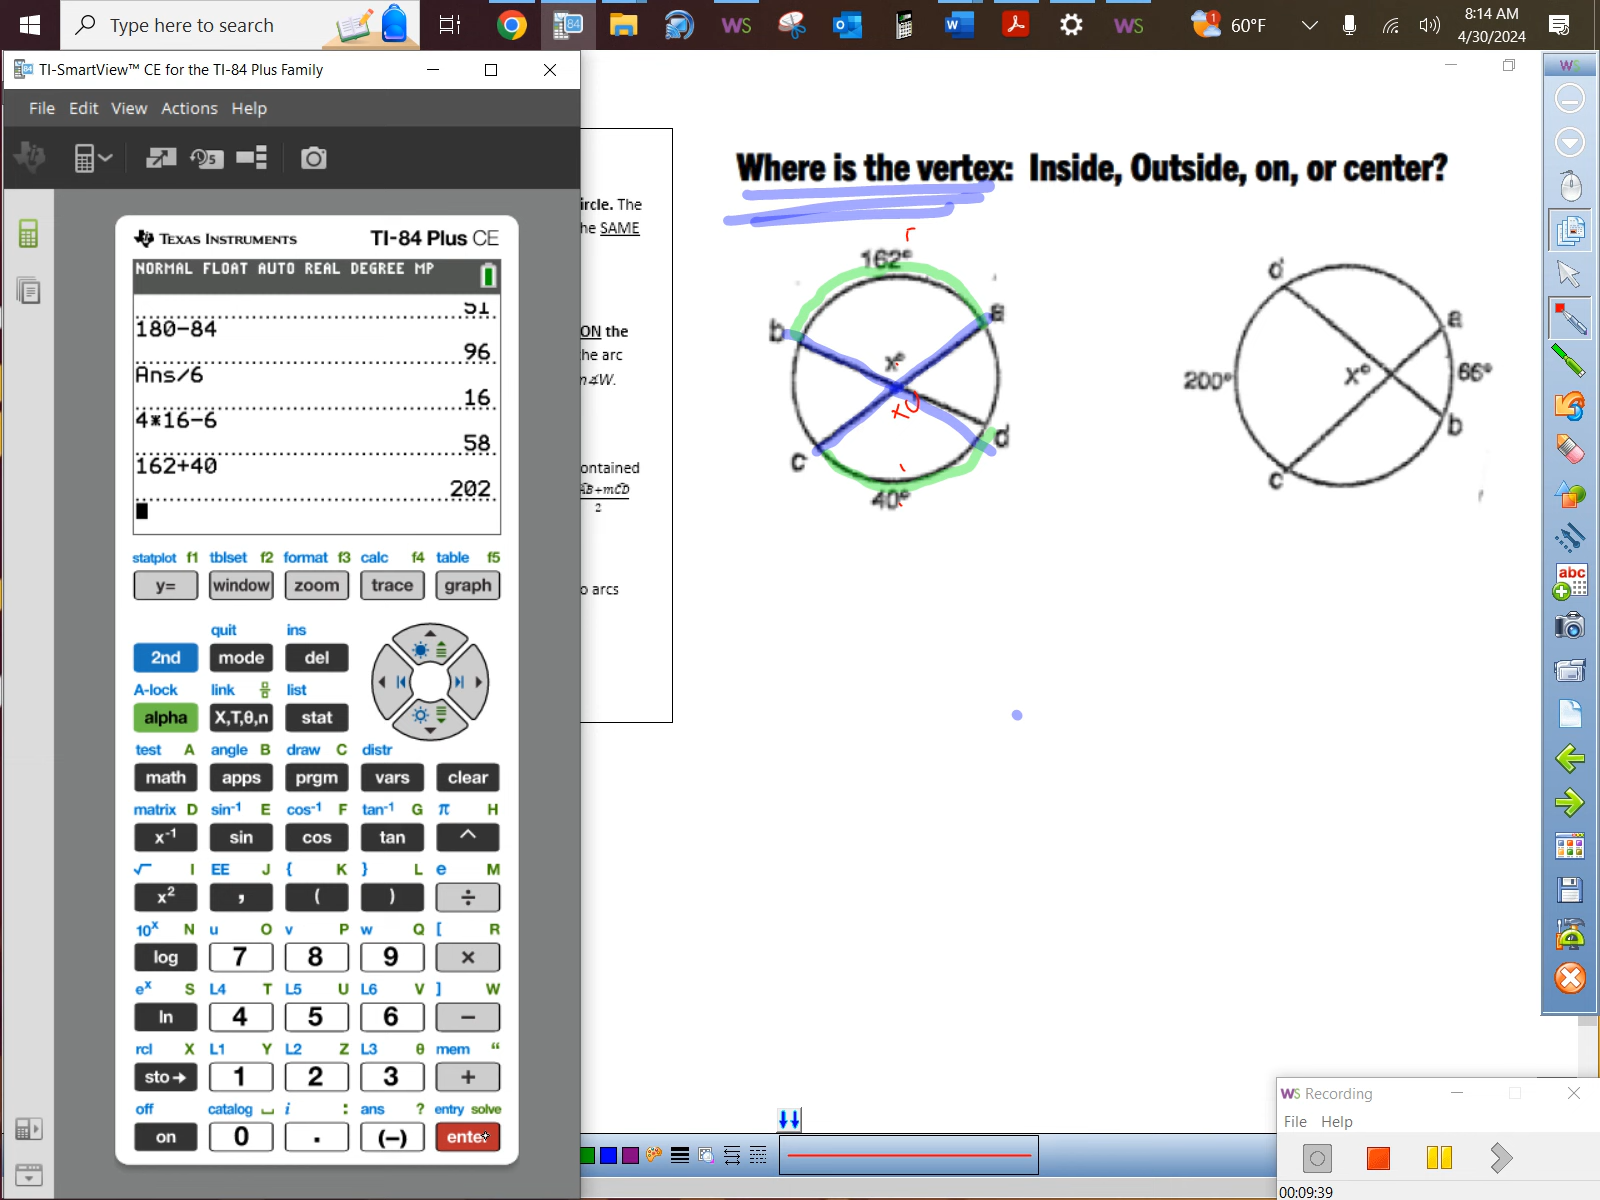 Type here to search
60°F
8:14 AM
4/30/2024
TI-SmartView™ CE for the TI-84 Plus Family
File Edit View Actions Help
TEXAS INSTRUMENTS TI-84 Plus CE
NORMAL FLOAT AUTO REAL DEGREE MP
51
180-84
96
Ans/6
16
4*16-6
58
162+40
202
statplot f1 tblset f2 format f3 calc f4 table f5
y= window zoom trace graph
quit ins
2nd mode del
A-lock link list
alpha X,T,θ,n stat
test A angle B draw C distr
math apps prgm vars clear
matrix D sin-1 E cos-1 F tan-1 G π H
x-1 sin cos tan ^
√ I EE J { K } L e M
x2 , ( ) ÷
10x N u O v P w Q [ R
log 7 8 9 ×
ex S L4 T L5 U L6 V ] W
ln 4 5 6 −
rcl X L1 Y L2 Z L3 θ mem “
sto→ 1 2 3 +
off catalog i : ans ? entry solve
on 0 . (−) enter
ircle. The
he SAME
ON the
he arc
m∡W.
ontained
AB+mCD
2
o arcs
Where is the vertex: Inside, Outside, on, or center?
162°
b a
x°
c d
40°
d a
200° x° 66°
c b
WS
abc
WS Recording
File Help
00:09:39